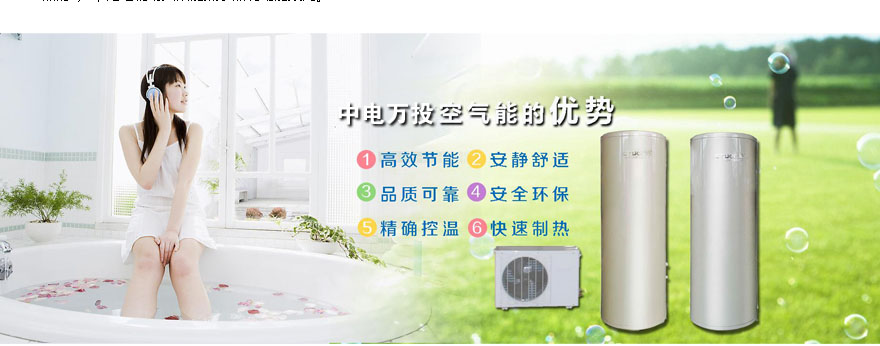 中电万投空气能的优势
1 高效节能 2 安静舒适
3 品质可靠 4 安全环保
5 精确控温 6 快速制热